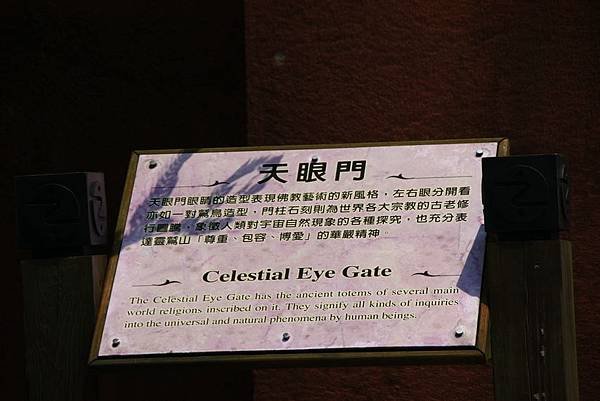 天眼門
天眼門眼睛的造型表現佛教藝術的新風格，左右眼分開看
亦如一對鷲鳥造型，門柱石刻則為世界各大宗教的古老修
行圖騰，象徵人類對宇宙自然現象的各種探究，也充分表
達靈鷲山「尊重、包容、博愛」的華嚴精神。
Celestial Eye Gate
The Celestial Eye Gate has the ancient totems of several main
world religions inscribed on it. They signify all kinds of inquiries
into the universal and natural phenomena by human beings.